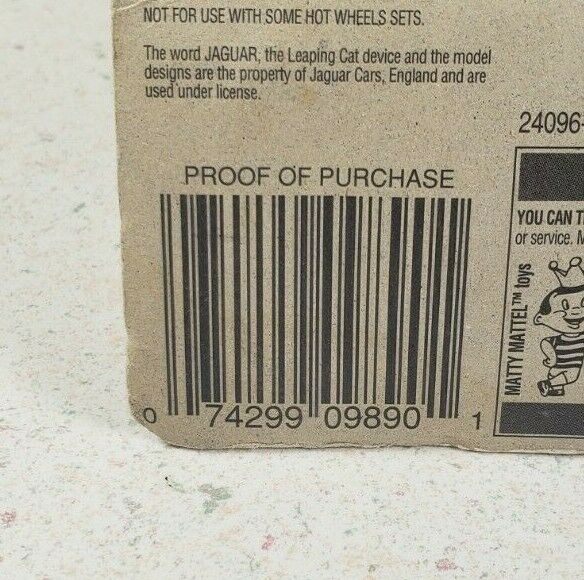 NOT FOR USE WITH SOME HOT WHEELS SETS.
The word JAGUAR, the Leaping Cat device and the model
designs are the property of Jaguar Cars, England and are
used under license.
24096-
PROOF OF PURCHASE
0 74299 09890 1
YOU CAN T
or service. M
MATTY MATTEL™ toys